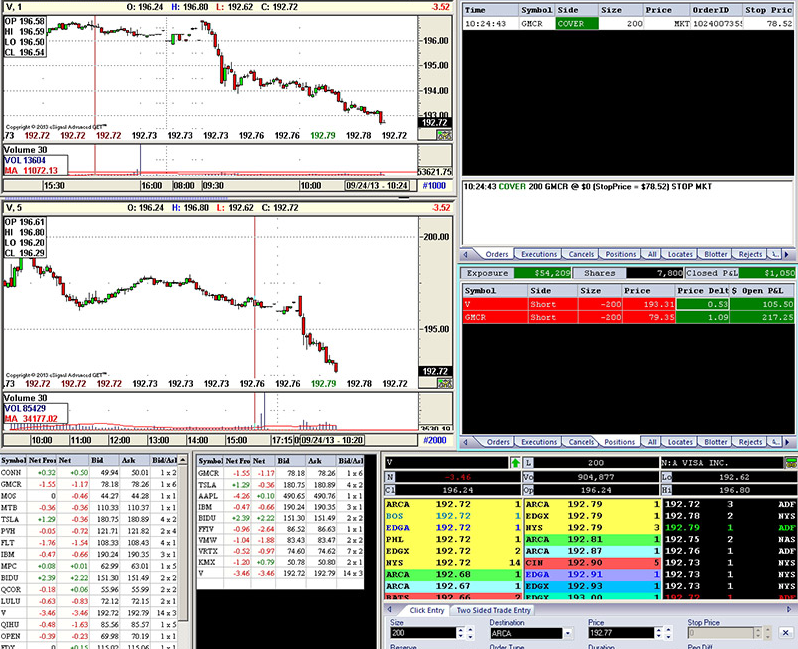 V, 1 O: 196.24 H: 196.80 L: 192.62 C: 192.72 -3.52
OP 196.58
HI 196.59
LO 196.50
CL 196.54
196.00
195.00
194.00
193.00
192.72
Copyright © 2013 eSignal Advanced GET™
.73 192.72 192.72 192.72 192.73 192.73 192.76 192.76 192.79 192.78 192.72
Volume 30
VOL 13604
MA 11072.13
53621.75
15:30 16:00 08:00 09:30 10:00 09/24/13 - 10:24 #1000
V, 5 O: 196.24 H: 196.80 L: 192.62 C: 192.72 -3.52
OP 196.61
HI 196.80
LO 196.20
CL 196.29
200.00
195.00
192.72
Copyright © 2013 eSignal Advanced GET™
.73 192.72 192.72 192.72 192.73 192.73 192.76 192.76 192.79 192.78 192.72
Volume 30
VOL 85429
MA 34177.02
10:00 11:00 12:00 13:00 14:00 15:00 17:15 09/24/13 - 10:20 #2000
Time Symbol Side Size Price OrderID Stop Pric
10:24:43 GMCR COVER 200 MKT 1024007355 78.52
10:24:43 COVER 200 GMCR @ $0 (StopPrice = $78.52) STOP MKT
Orders Executions Cancels Positions All Locates Blotter Rejects
Exposure $54,209 Shares 7,800 Closed P&L $1,050
Symbol Side Size Price Price Delt $ Open P&L
V Short -200 193.31 0.53 105.50
GMCR Short -200 79.35 1.09 217.25
Orders Executions Cancels Positions All Locates Blotter Rejects
Symbol Net Fro Net Bid Ask Bid/Asl
CONN +0.32 +0.50 49.94 50.01 1 x 2
GMCR -1.55 -1.17 78.18 78.26 1 x 6
MOS 0 -0.46 44.27 44.28 1 x 1
MTB -0.36 -0.36 110.33 110.37 1 x 1
TSLA +1.29 -0.36 180.75 180.89 4 x 2
PVH -0.05 -0.72 121.71 121.82 2 x 4
FLT -1.76 -1.54 108.33 108.43 4 x 1
IBM -0.47 -0.66 190.24 190.35 3 x 1
MPC +0.08 +0.01 62.99 63.01 1 x 5
BIDU +2.39 +2.22 151.30 151.49 2 x 2
QCOR -0.18 +0.06 55.96 55.99 2 x 2
LULU -0.63 -0.83 72.12 72.15 2 x 1
V -3.46 -3.46 192.72 192.79 14 x 3
QIHU -0.48 -1.63 85.56 85.57 1 x 5
OPEN -0.39 -0.23 69.98 70.19 1 x 1
Symbol Net Fro Net Bid Ask Bid/Asl
GMCR -1.55 -1.17 78.18 78.26 1 x 6
TSLA +1.29 -0.36 180.75 180.89 4 x 2
AAPL -4.26 +0.10 490.65 490.76 1 x 1
IBM -0.47 -0.66 190.24 190.35 3 x 1
BIDU +2.39 +2.22 151.30 151.49 2 x 2
FFIV -0.96 -2.64 86.52 86.63 1 x 1
VMW -1.04 -1.88 83.43 83.47 2 x 2
VRTX -0.52 -0.97 74.60 74.62 7 x 2
KMX -1.20 +0.79 50.78 50.80 2 x 1
V -3.46 -3.46 192.72 192.79 14 x 3
V L 200 N:A VISA INC.
N -3.46 Vo 904,877 Lo 192.62
Cl 196.24 Op 196.24 Hi 196.80
ARCA 192.72 1 ARCA 192.79 1 192.72 3 ADF
BOS 192.72 1 EDGX 192.79 1 192.72 3 NYS
EDGA 192.72 1 NYS 192.79 3 192.79 1 ADF
PHL 192.72 1 ARCA 192.81 1 192.75 2 NAS
EDGX 192.72 2 ARCA 192.87 1 192.76 1 ADF
NYS 192.72 14 CIN 192.90 5 192.73 1 NYS
ARCA 192.68 1 EDGA 192.91 1 192.73 1 NYS
ARCA 192.67 1 EDGX 192.93 1 192.73 1 ADF
BATS 192.66 2 EDGX 193.00 1 192.72 1 ADF
Click Entry Two Sided Trade Entry
Size Destination Price Stop Price
200 ARCA 192.77 0
Reserve Order Type Peg Diff